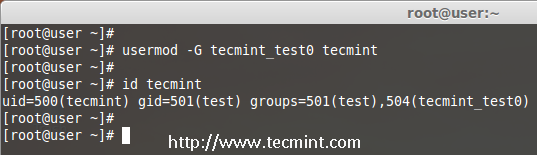 root@user:~
[root@user ~]#
[root@user ~]# usermod -G tecmint_test0 tecmint
[root@user ~]#
[root@user ~]# id tecmint
uid=500(tecmint) gid=501(test) groups=501(test),504(tecmint_test0)
[root@user ~]#
[root@user ~]#
http://www.tecmint.com